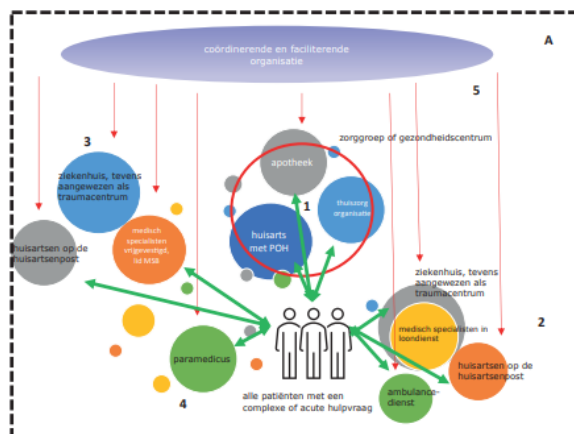 coördinerende en faciliterende
organisatie
A
5
3
zorggroep of gezondheidscentrum
apotheek
ziekenhuis, tevens
aangewezen als
traumacentrum
1
thuiszorg
organisatie
medisch
specialisten
vrijgevestigd,
lid MSB
huisarts
met POH
huisartsen op de
huisartsenpost
ziekenhuis, tevens
aangewezen als
traumacentrum
2
medisch specialisten in
loondienst
paramedicus
huisartsen op de
huisartsenpost
4
alle patiënten met een
complexe of acute hulpvraag
ambulance-
dienst